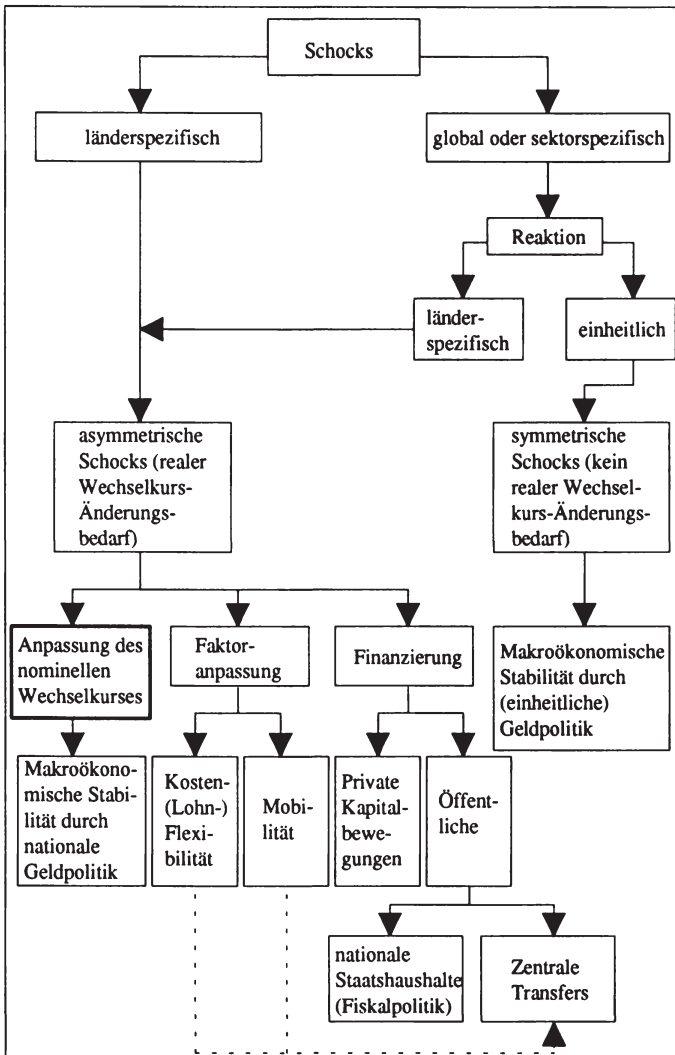 Schocks
länderspezifisch
global oder sektorspezifisch
Reaktion
länder-
spezifisch
einheitlich
asymmetrische
Schocks (realer
Wechselkurs-
Änderungs-
bedarf)
symmetrische
Schocks (kein
realer Wechsel-
kurs-Änderungs-
bedarf)
Anpassung des
nominellen
Wechselkurses
Faktor-
anpassung
Finanzierung
Makroökonomische
Stabilität durch
(einheitliche)
Geldpolitik
Makroökono-
mische Stabi-
lität durch
nationale
Geldpolitik
Kosten-
(Lohn-)
Flexi-
bilität
Mobi-
lität
Private
Kapital-
bewe-
gungen
Öffent-
liche
nationale
Staatshaushalte
(Fiskalpolitik)
Zentrale
Transfers